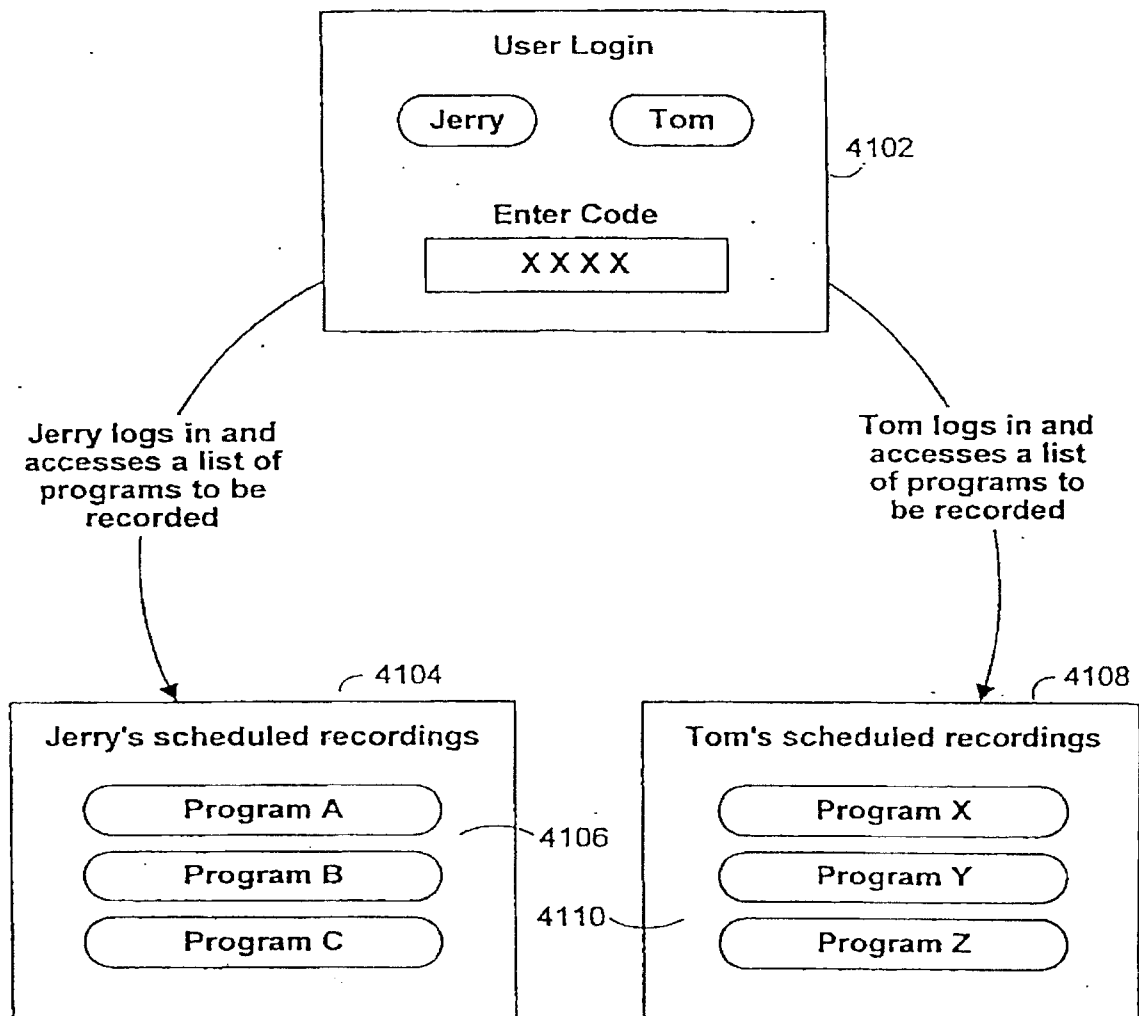 User Login
Jerry
Tom
4102
Enter Code
XXXX
Jerry logs in and
accesses a list of
programs to be
recorded
Tom logs in and
accesses a list
of programs to
be recorded
4104
4108
Jerry's scheduled recordings
Program A
Program B
Program C
4106
Tom's scheduled recordings
Program X
Program Y
Program Z
4110